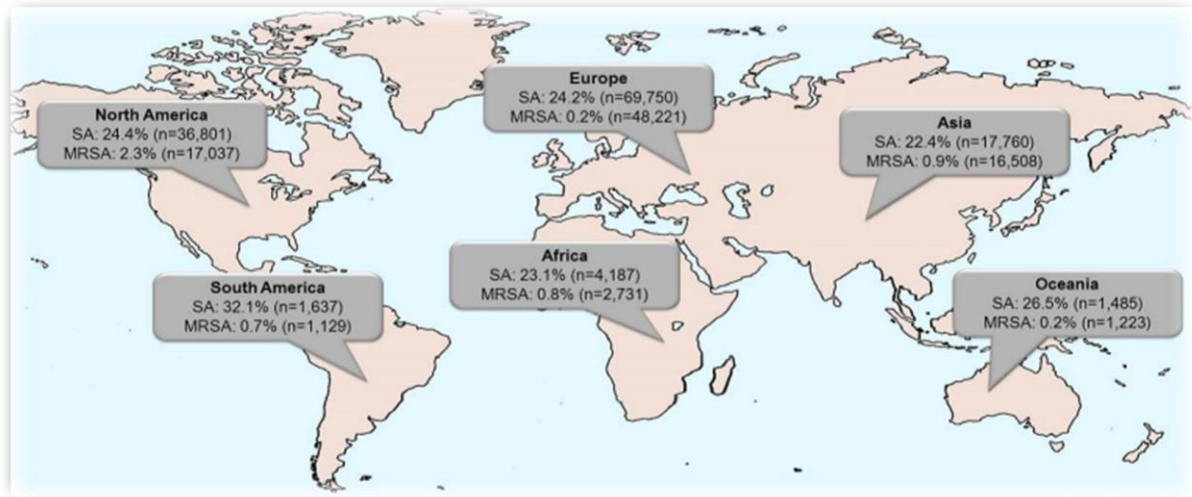 North America
SA: 24.4% (n=36,801)
MRSA: 2.3% (n=17,037)
Europe
SA: 24.2% (n=69,750)
MRSA: 0.2% (n=48,221)
Asia
SA: 22.4% (n=17,760)
MRSA: 0.9% (n=16,508)
South America
SA: 32.1% (n=1,637)
MRSA: 0.7% (n=1,129)
Africa
SA: 23.1% (n=4,187)
MRSA: 0.8% (n=2,731)
Oceania
SA: 26.5% (n=1,485)
MRSA: 0.2% (n=1,223)